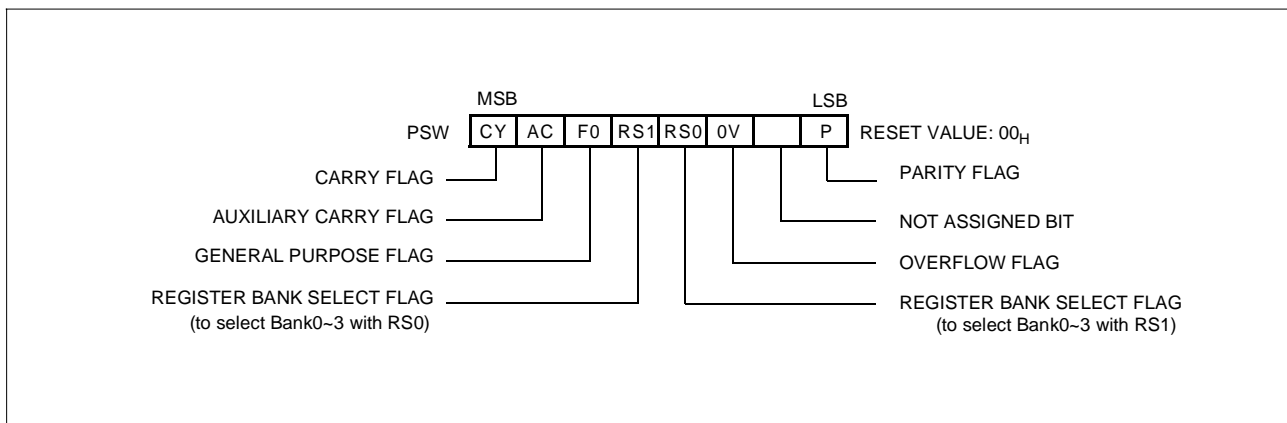 MSB LSB
PSW CY AC F0 RS1 RS0 0V P RESET VALUE: 00H
CARRY FLAG
PARITY FLAG
AUXILIARY CARRY FLAG
NOT ASSIGNED BIT
GENERAL PURPOSE FLAG
OVERFLOW FLAG
REGISTER BANK SELECT FLAG
(to select Bank0~3 with RS0)
REGISTER BANK SELECT FLAG
(to select Bank0~3 with RS1)